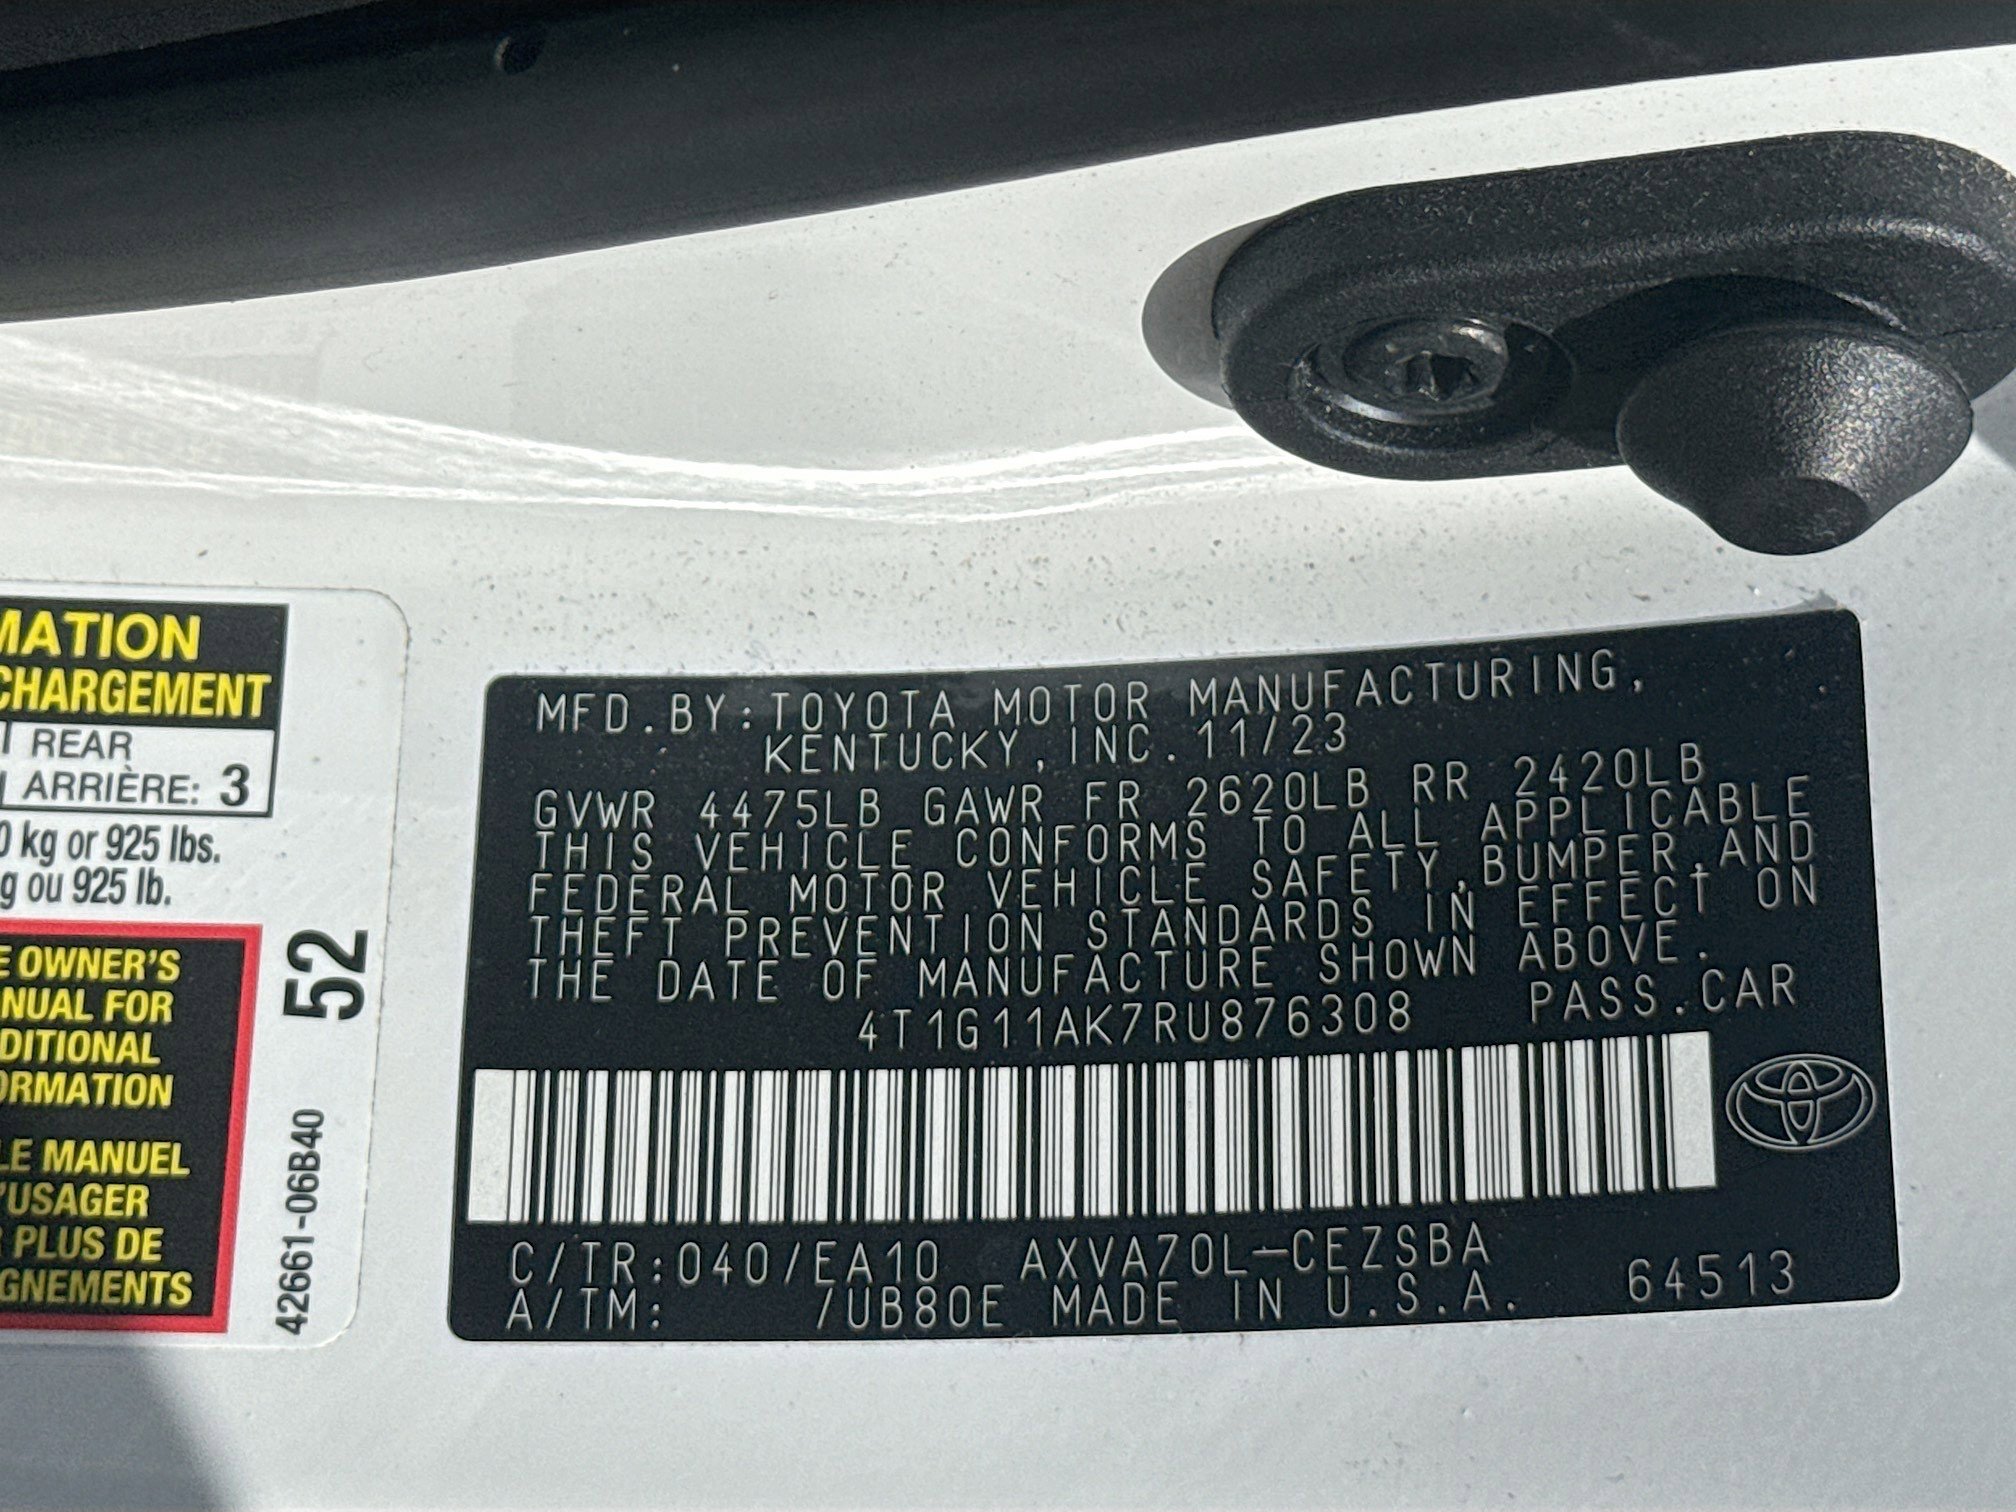 MATION
CHARGEMENT
REAR
ARRIÈRE: 3
0 kg or 925 lbs.
g ou 925 lb.
E OWNER'S
NUAL FOR
DITIONAL
ORMATION
LE MANUEL
'USAGER
PLUS DE
GNEMENTS
52
42661-06B40
MFD.BY:TOYOTA MOTOR MANUFACTURING,
KENTUCKY,INC.11/23
GVWR 4475LB GAWR FR 2620LB RR 2420LB
THIS VEHICLE CONFORMS TO ALL APPLICABLE
FEDERAL MOTOR VEHICLE SAFETY,BUMPER,AND
THEFT PREVENTION STANDARDS IN EFFECT ON
THE DATE OF MANUFACTURE SHOWN ABOVE.
4T1G11AK7RU876308 PASS.CAR
C/TR:040/EA10 AXVA70L-CEZSBA
A/TM: /UB80E MADE IN U.S.A. 64513